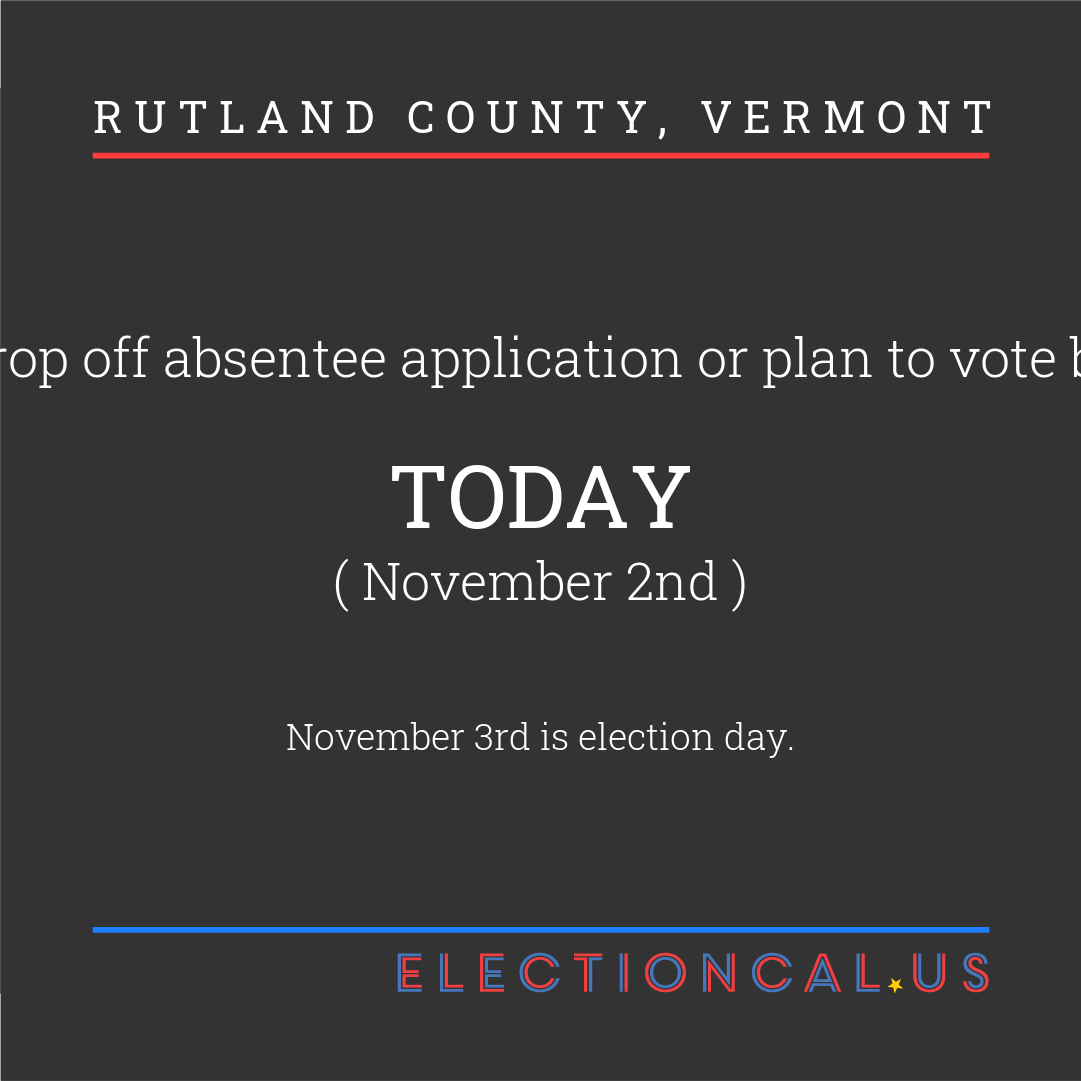 RUTLAND COUNTY, VERMONT
rop off absentee application or plan to vote b
TODAY
( November 2nd )
November 3rd is election day.
ELECTIONCAL.US